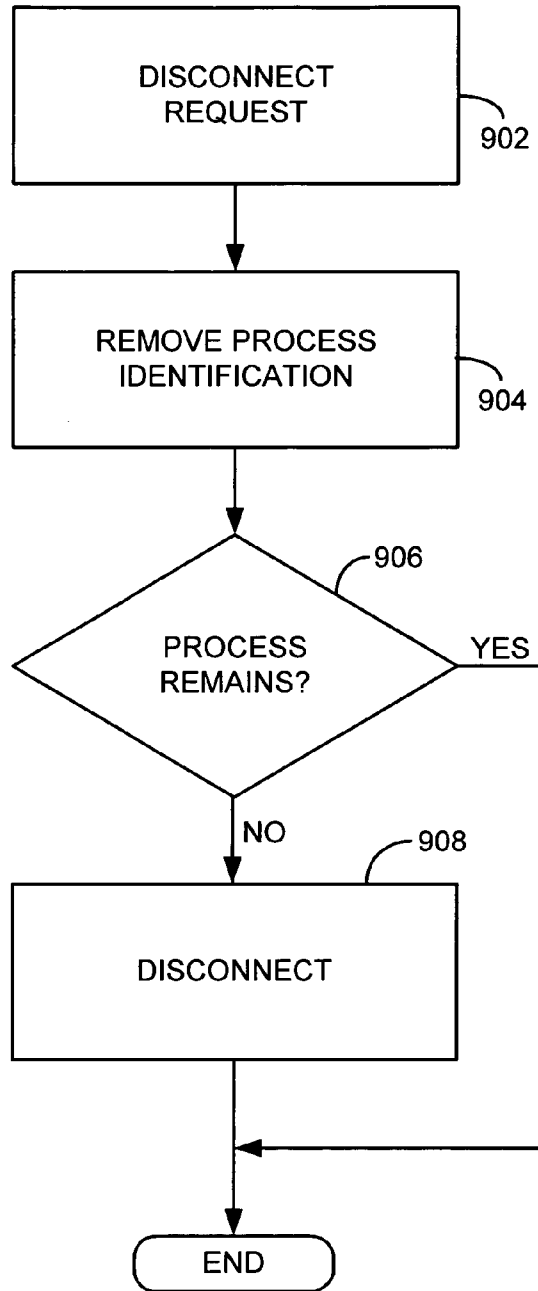 DISCONNECT
REQUEST
902
REMOVE PROCESS
IDENTIFICATION
904
906
PROCESS
REMAINS?
YES
NO
908
DISCONNECT
END